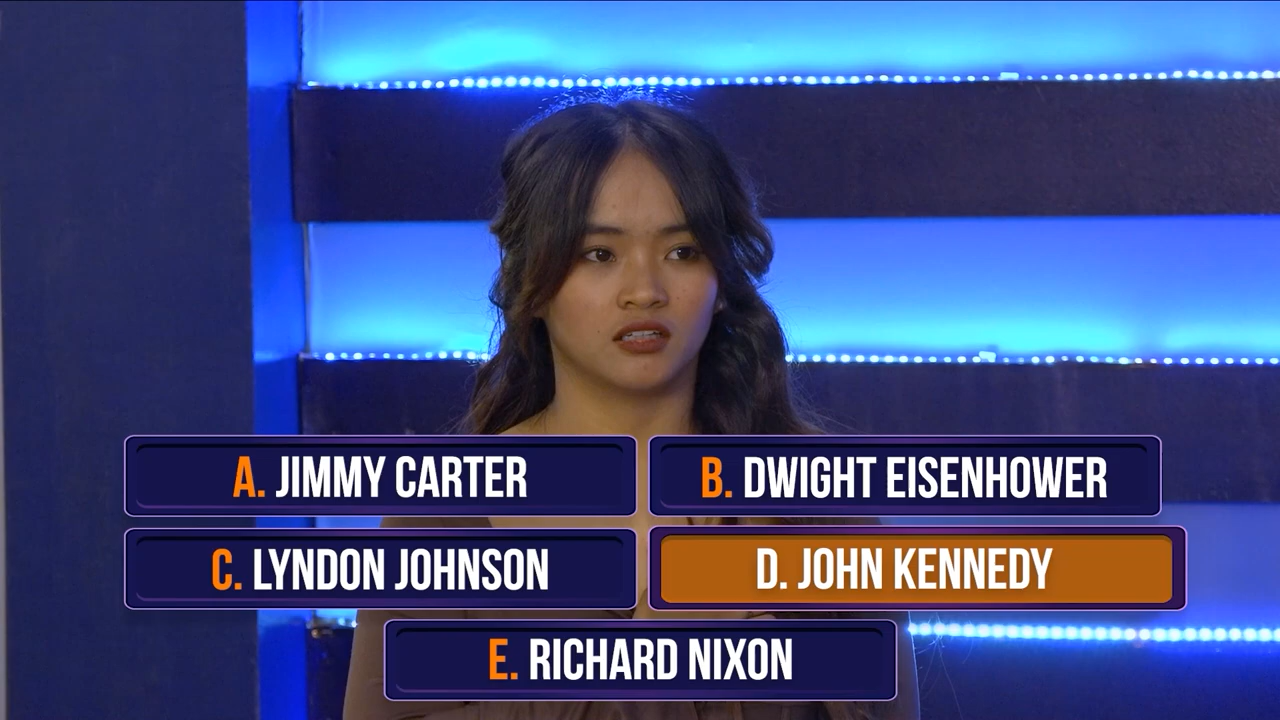 A. JIMMY CARTER
B. DWIGHT EISENHOWER
C. LYNDON JOHNSON
D. JOHN KENNEDY
E. RICHARD NIXON